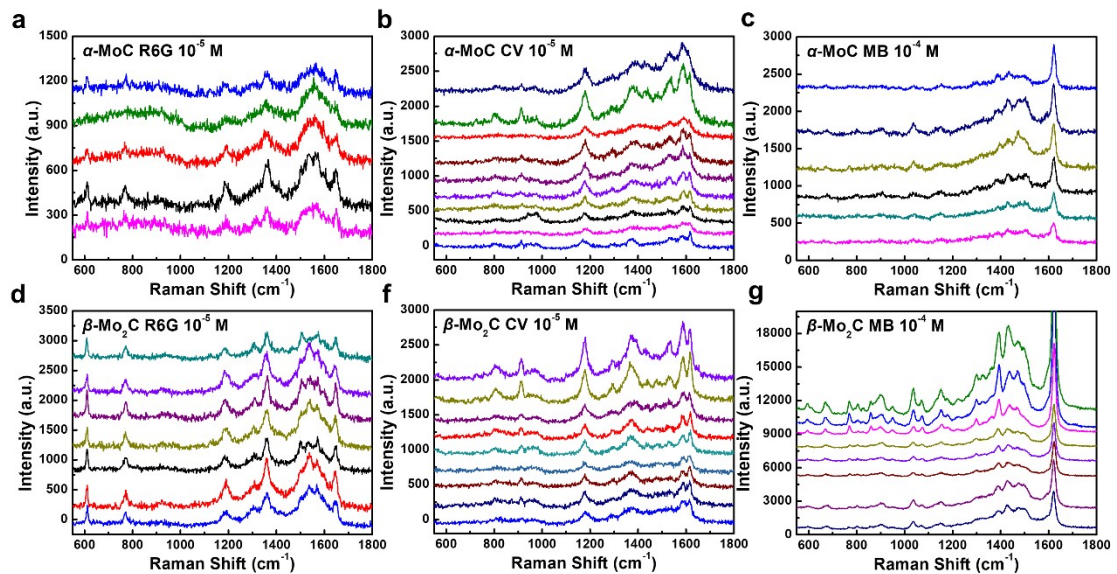 a
α-MoC R6G 10⁻⁵ M
1500
1200
900
600
300
0
Intensity (a.u.)
600 800 1000 1200 1400 1600 1800
Raman Shift (cm⁻¹)
b
α-MoC CV 10⁻⁵ M
3000
2500
2000
1500
1000
500
0
Intensity (a.u.)
600 800 1000 1200 1400 1600 1800
Raman Shift (cm⁻¹)
c
α-MoC MB 10⁻⁴ M
3000
2000
1000
0
Intensity (a.u.)
600 800 1000 1200 1400 1600 1800
Raman Shift (cm⁻¹)
d
β-Mo₂C R6G 10⁻⁵ M
3500
3000
2500
2000
1500
1000
500
0
Intensity (a.u.)
600 800 1000 1200 1400 1600 1800
Raman Shift (cm⁻¹)
f
β-Mo₂C CV 10⁻⁵ M
3000
2500
2000
1500
1000
500
0
Intensity (a.u.)
600 800 1000 1200 1400 1600 1800
Raman Shift (cm⁻¹)
g
β-Mo₂C MB 10⁻⁴ M
18000
15000
12000
9000
6000
3000
0
Intensity (a.u.)
600 800 1000 1200 1400 1600 1800
Raman Shift (cm⁻¹)